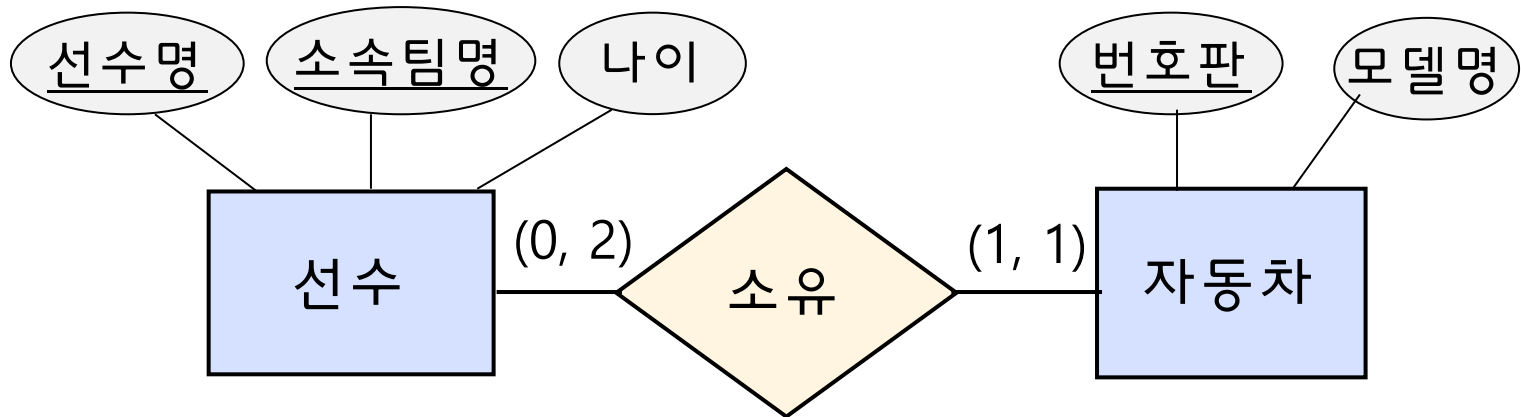 선수명 소속팀명 나이 번호판 모델명
(0, 2) (1, 1)
선수 소유 자동차